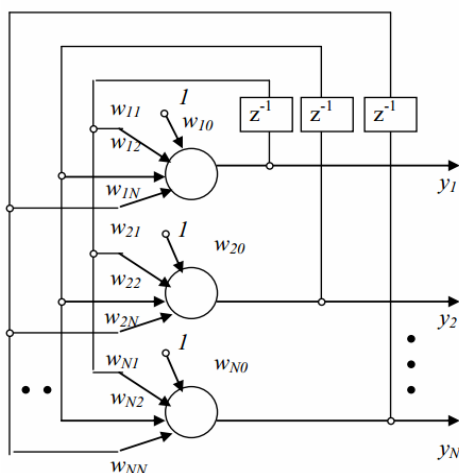 1
z⁻¹ z⁻¹ z⁻¹
w₁₁
w₁₀
w₁₂
w₁N
y₁
w₂₁
1
w₂₀
w₂₂
w₂N
y₂
wN₁
1
wN₀
wN₂
wNN
yN